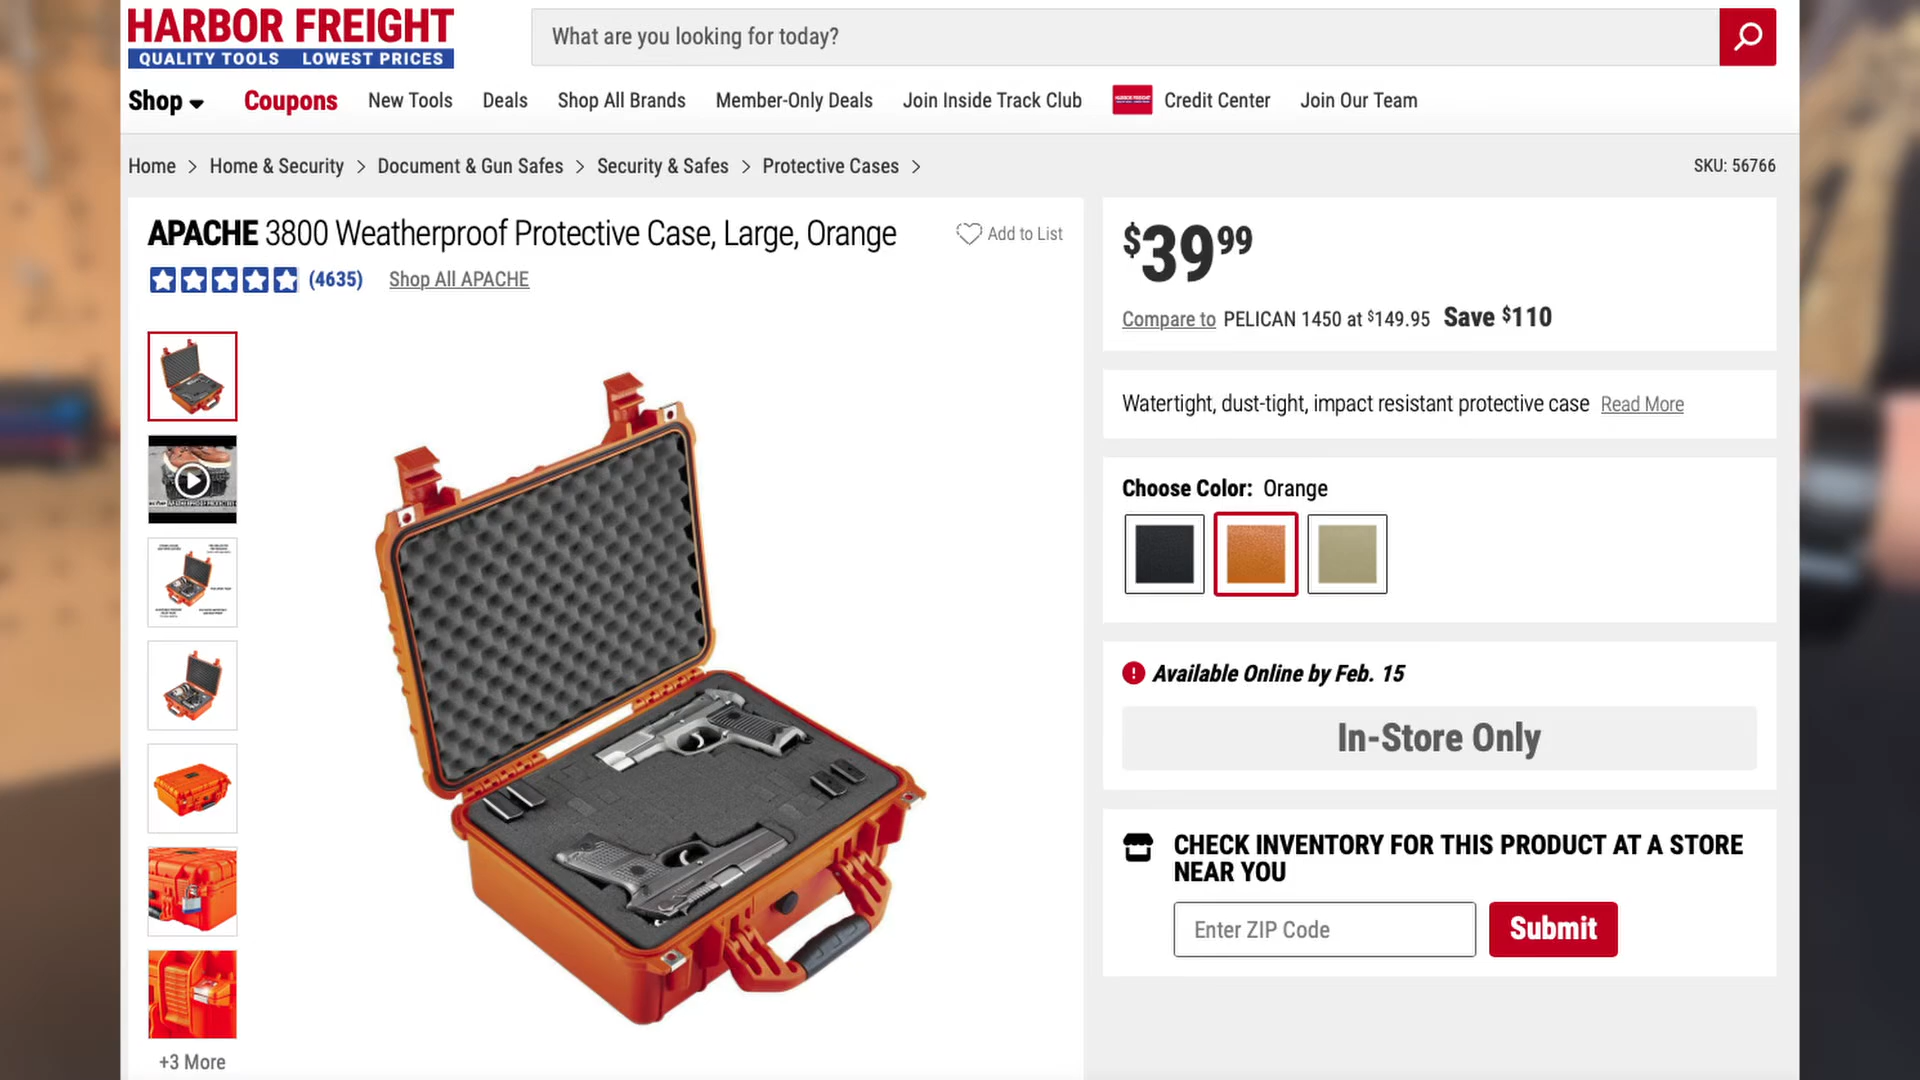 HARBOR FREIGHT
QUALITY TOOLS LOWEST PRICES
What are you looking for today?
Shop
Coupons
New Tools
Deals
Shop All Brands
Member-Only Deals
Join Inside Track Club
Credit Center
Join Our Team
Home > Home & Security > Document & Gun Safes > Security & Safes > Protective Cases >
SKU: 56766
APACHE 3800 Weatherproof Protective Case, Large, Orange
Add to List
(4635)
Shop All APACHE
+3 More
$39.99
Compare to PELICAN 1450 at $149.95 Save $110
Watertight, dust-tight, impact resistant protective case Read More
Choose Color: Orange
Available Online by Feb. 15
In-Store Only
CHECK INVENTORY FOR THIS PRODUCT AT A STORE
NEAR YOU
Enter ZIP Code
Submit